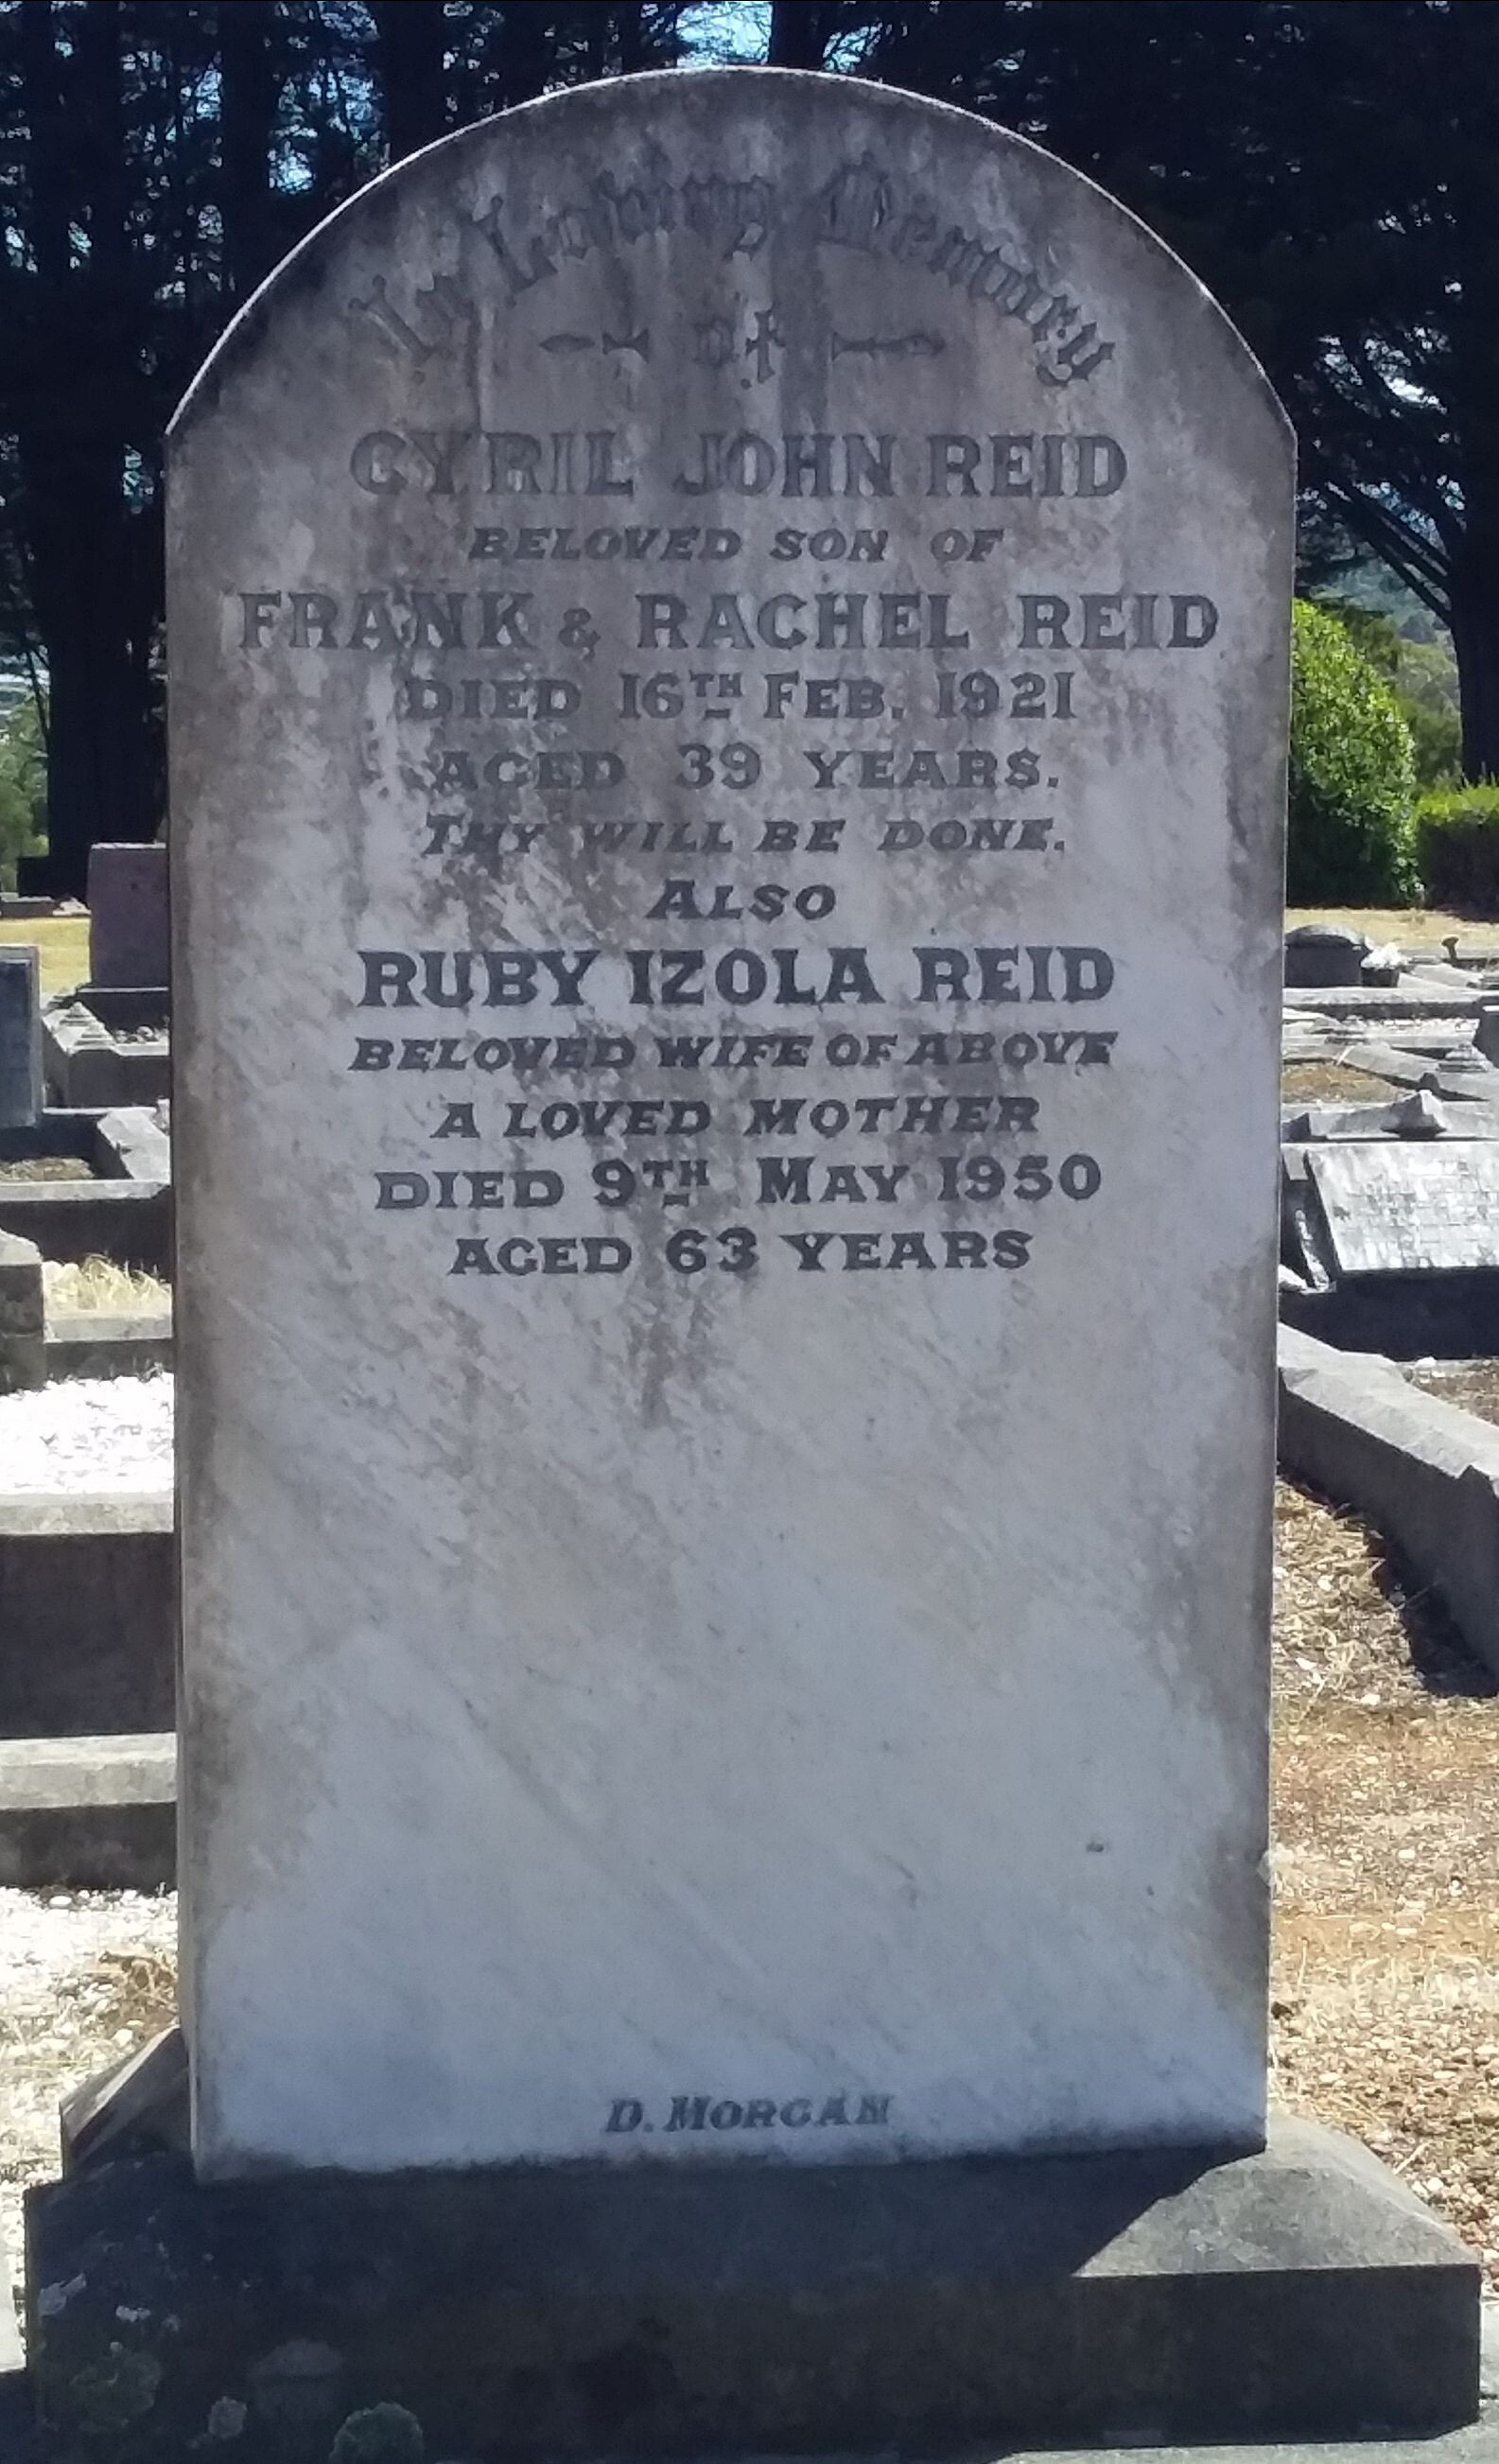 In Loving Memory
OF
CYRIL JOHN REID
BELOVED SON OF
FRANK & RACHEL REID
DIED 16TH FEB. 1921
AGED 39 YEARS.
THY WILL BE DONE.
ALSO
RUBY IZOLA REID
BELOVED WIFE OF ABOVE
A LOVED MOTHER
DIED 9TH MAY 1950
AGED 63 YEARS
D. MORGAN